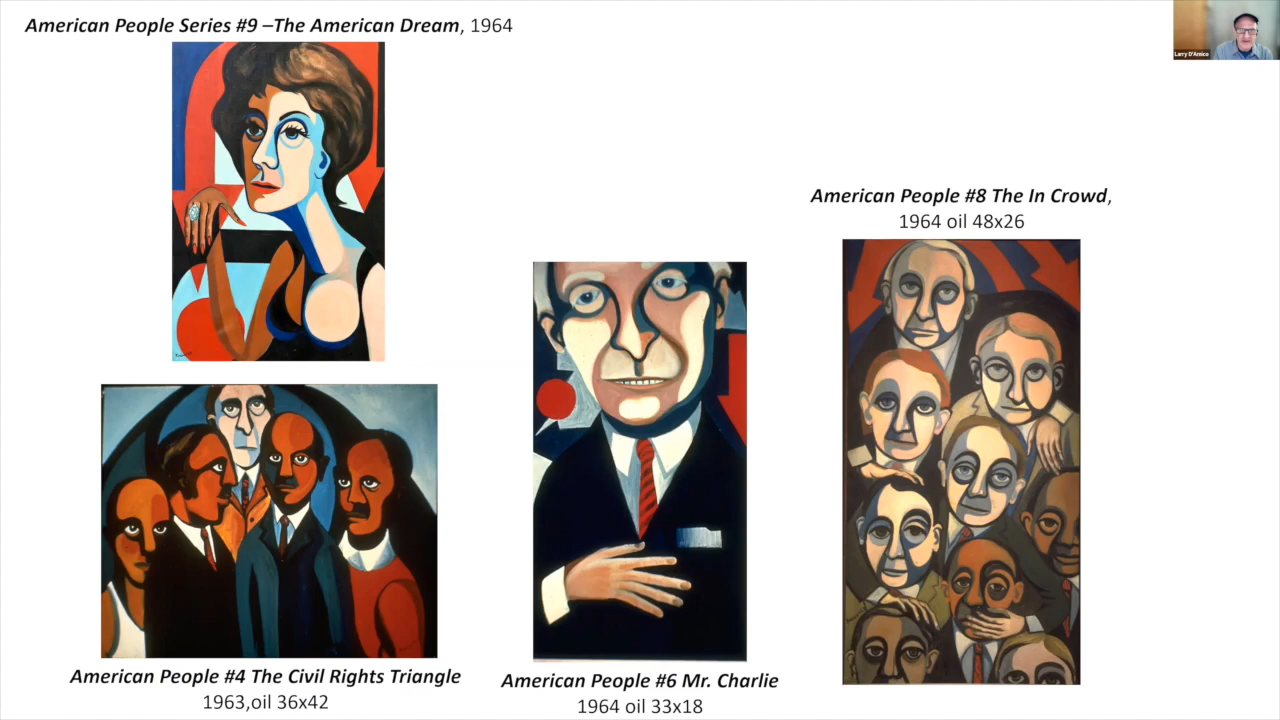 American People Series #9 –The American Dream, 1964
Larry D'Amico
American People #8 The In Crowd,
1964 oil 48x26
American People #4 The Civil Rights Triangle
1963,oil 36x42
American People #6 Mr. Charlie
1964 oil 33x18